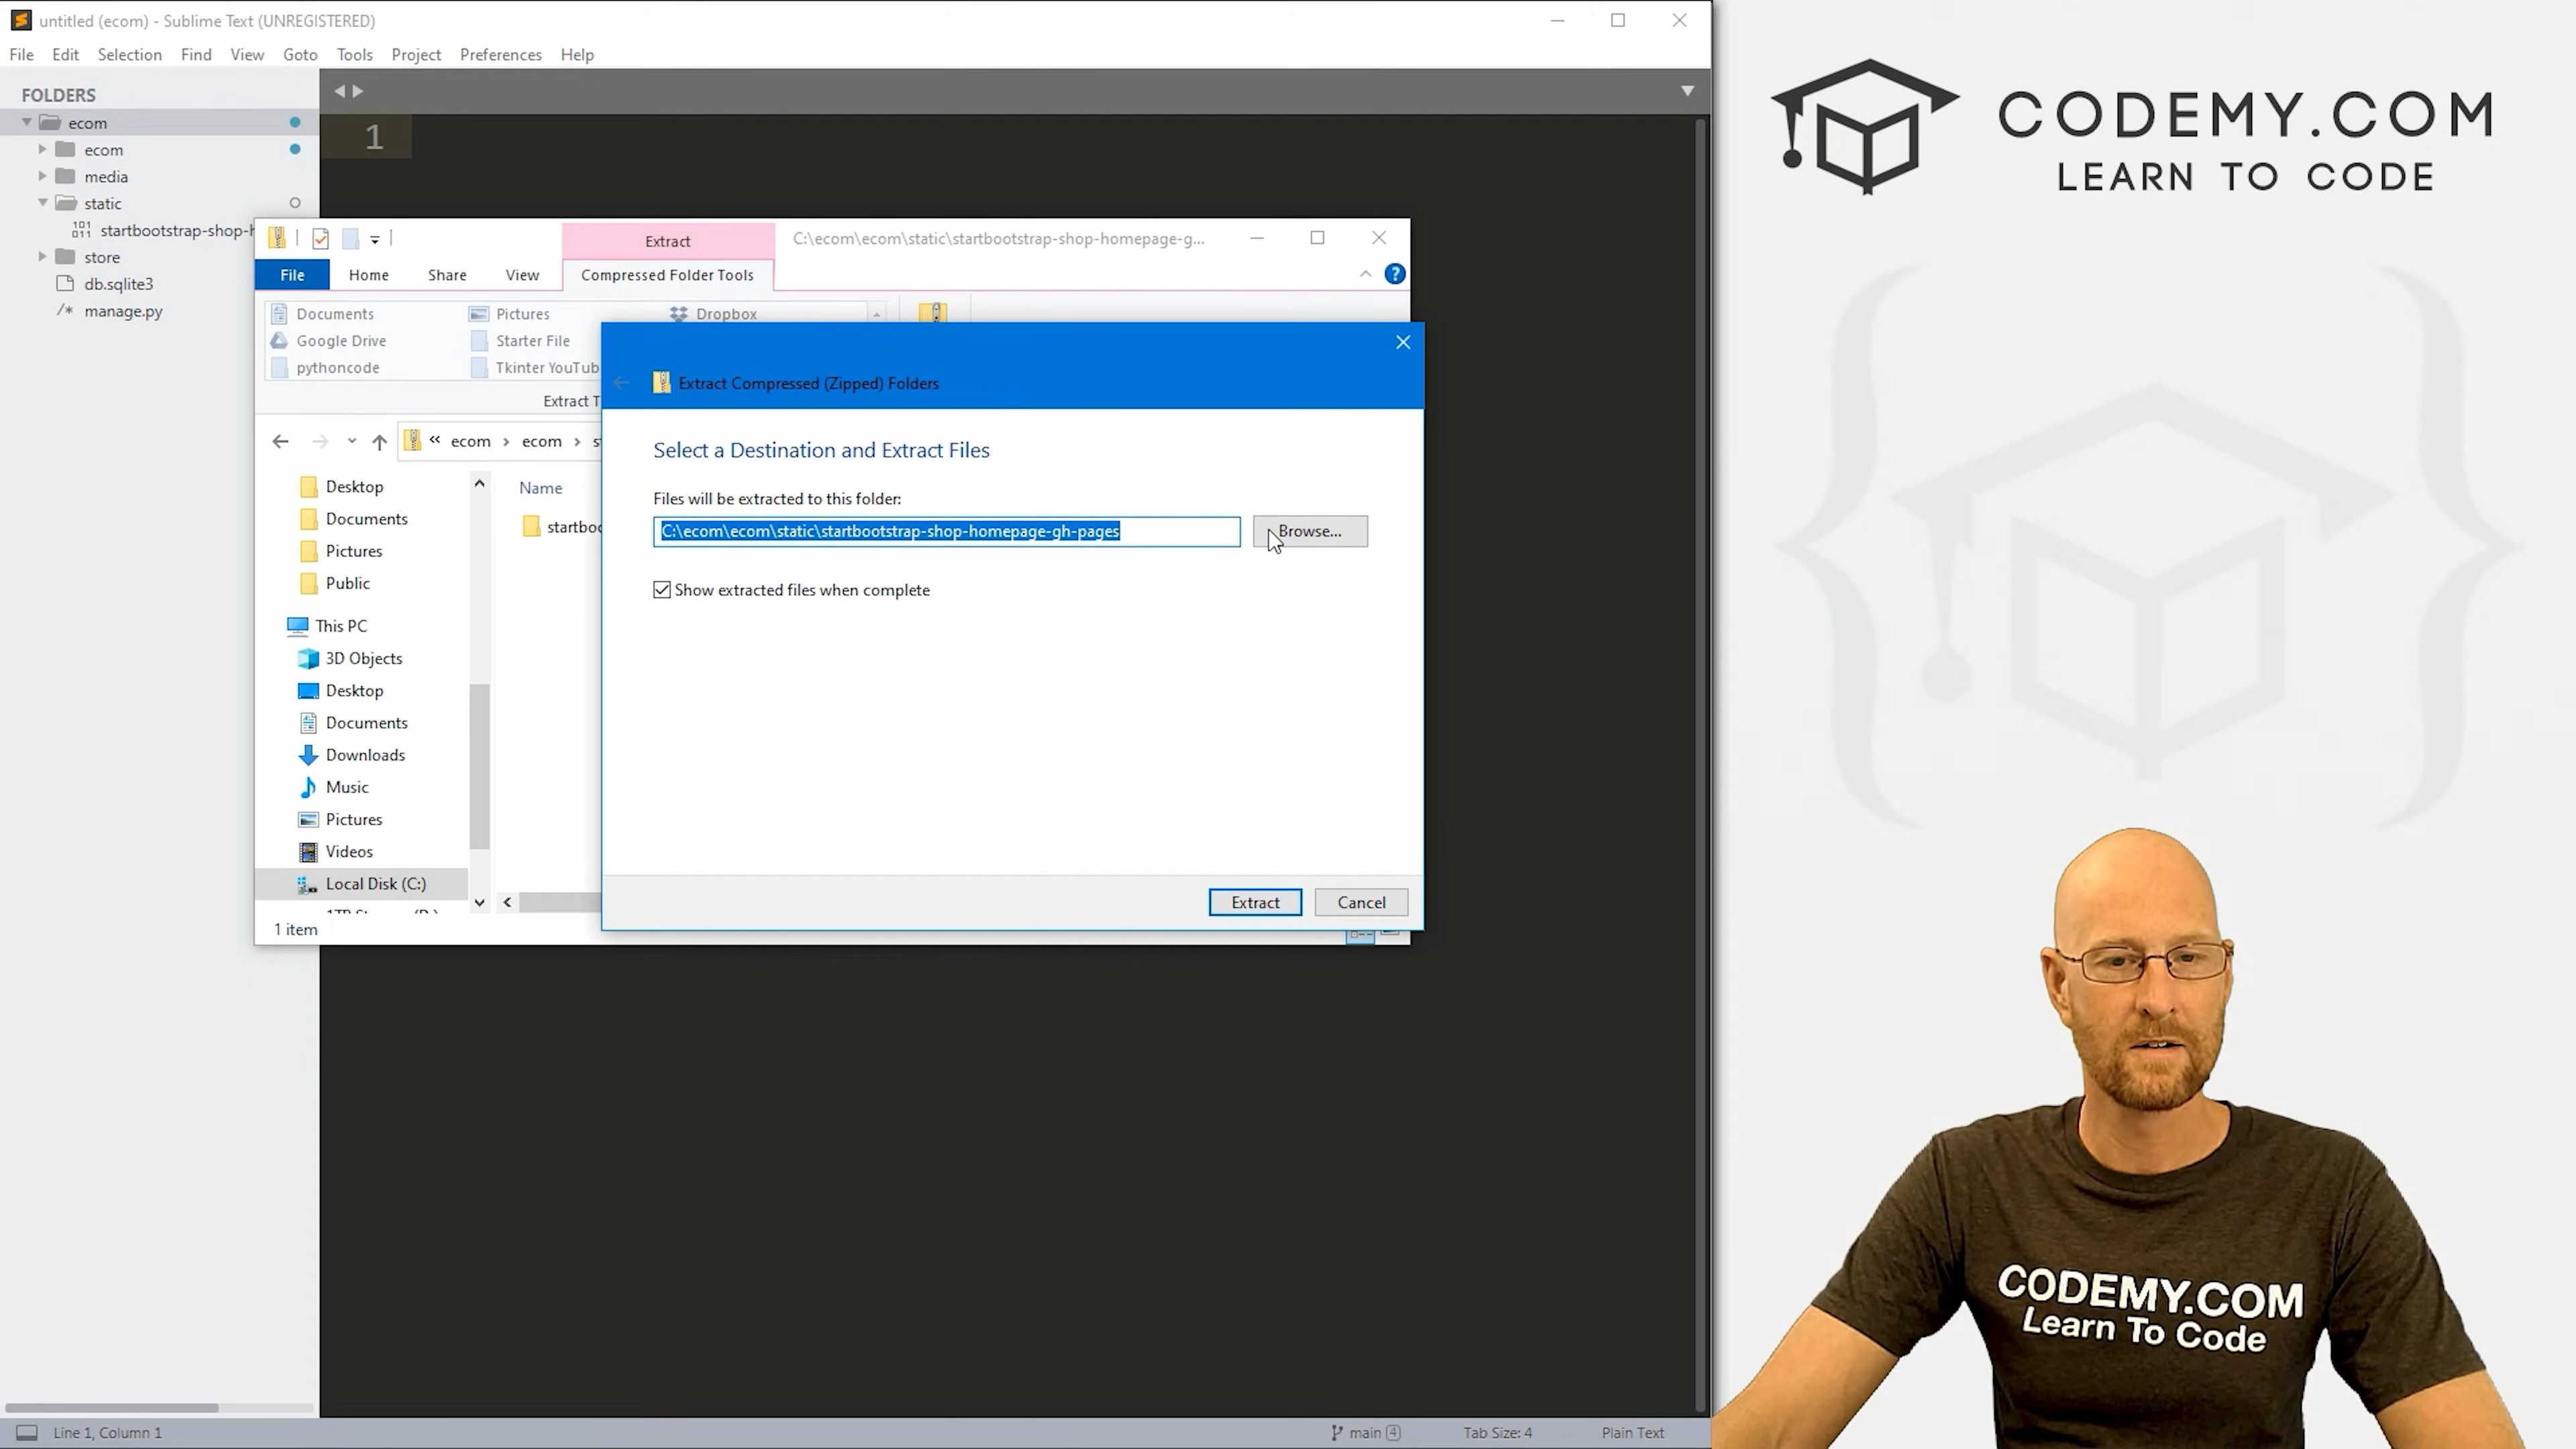 untitled (ecom) - Sublime Text (UNREGISTERED)
File Edit Selection Find View Goto Tools Project Preferences Help
FOLDERS
ecom
ecom
media
static
startbootstrap-shop-h
store
db.sqlite3
manage.py
1
Extract
C:\ecom\ecom\static\startbootstrap-shop-homepage-g...
File Home Share View Compressed Folder Tools
Documents Pictures Dropbox
Google Drive Starter File
pythoncode Tkinter YouTub
Extract T
« ecom › ecom › s
Desktop
Documents
Pictures
Public
This PC
3D Objects
Desktop
Documents
Downloads
Music
Pictures
Videos
Local Disk (C:)
Name
startboo
1 item
Extract Compressed (Zipped) Folders
Select a Destination and Extract Files
Files will be extracted to this folder:
C:\ecom\ecom\static\startbootstrap-shop-homepage-gh-pages
Browse...
Show extracted files when complete
Extract Cancel
Line 1, Column 1
main 4
Tab Size: 4
Plain Text
CODEMY.COM
LEARN TO CODE
CODEMY.COM
Learn To Code